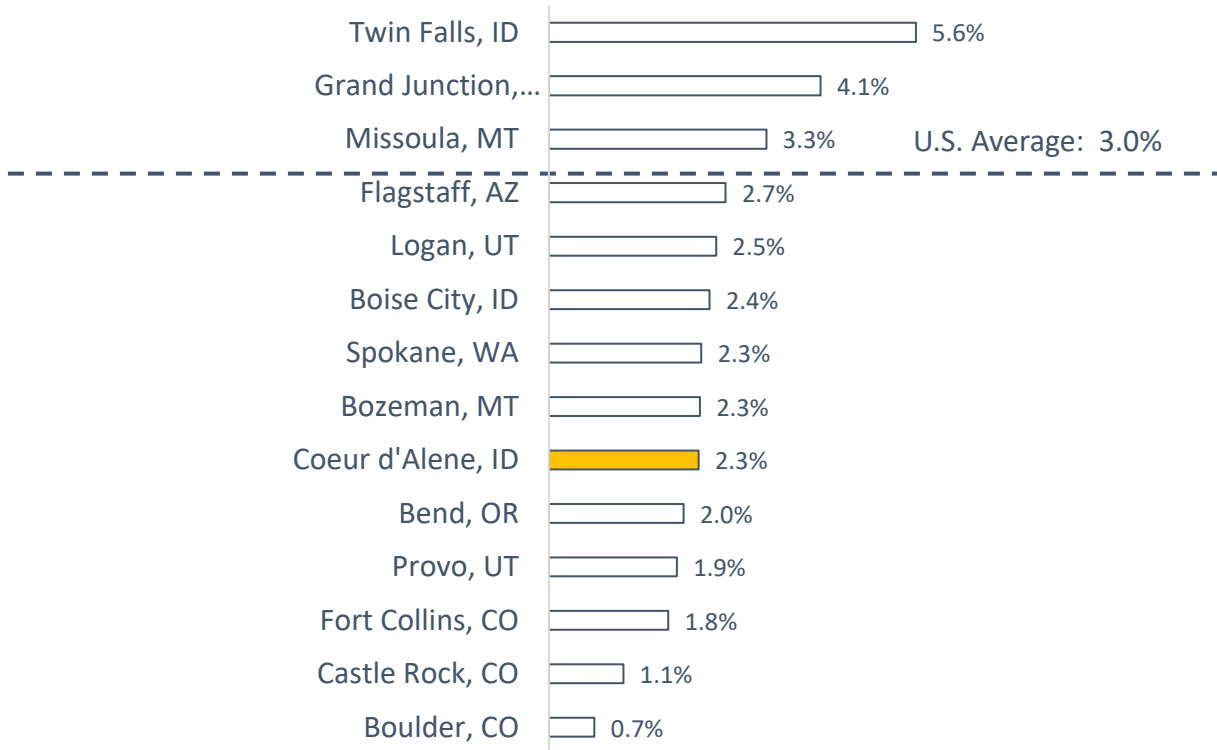 Twin Falls, ID 5.6%
Grand Junction,... 4.1%
Missoula, MT 3.3% U.S. Average: 3.0%
Flagstaff, AZ 2.7%
Logan, UT 2.5%
Boise City, ID 2.4%
Spokane, WA 2.3%
Bozeman, MT 2.3%
Coeur d'Alene, ID 2.3%
Bend, OR 2.0%
Provo, UT 1.9%
Fort Collins, CO 1.8%
Castle Rock, CO 1.1%
Boulder, CO 0.7%